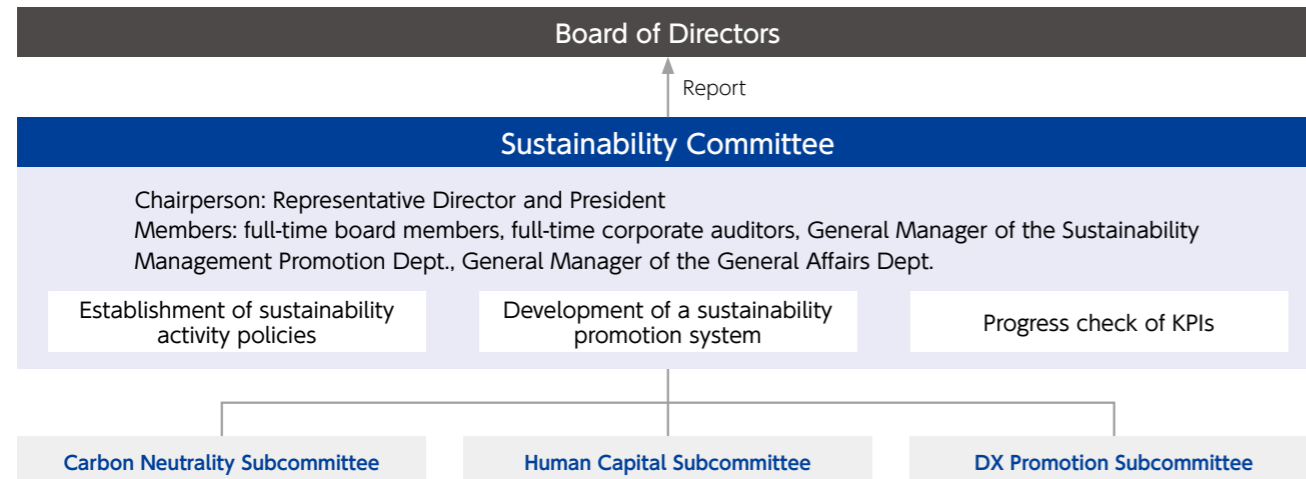 Board of Directors
Report
Sustainability Committee
Chairperson: Representative Director and President
Members: full-time board members, full-time corporate auditors, General Manager of the Sustainability
Management Promotion Dept., General Manager of the General Affairs Dept.
Establishment of sustainability
activity policies
Development of a sustainability
promotion system
Progress check of KPIs
Carbon Neutrality Subcommittee
Human Capital Subcommittee
DX Promotion Subcommittee